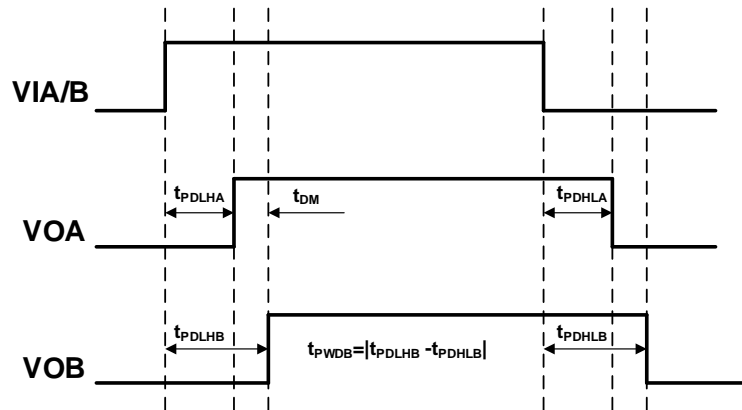 VIA/B
tPDLHA
tDM
tPDHLA
VOA
tPDLHB
tPWDB=|tPDLHB -tPDHLB|
tPDHLB
VOB